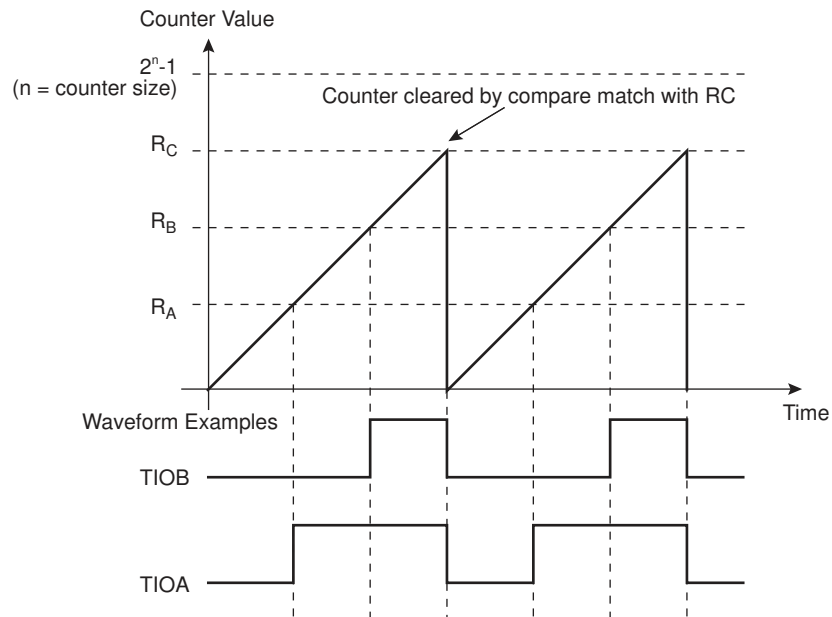 Counter Value
2ⁿ-1
(n = counter size)
Counter cleared by compare match with RC
R_C
R_B
R_A
Time
Waveform Examples
TIOB
TIOA